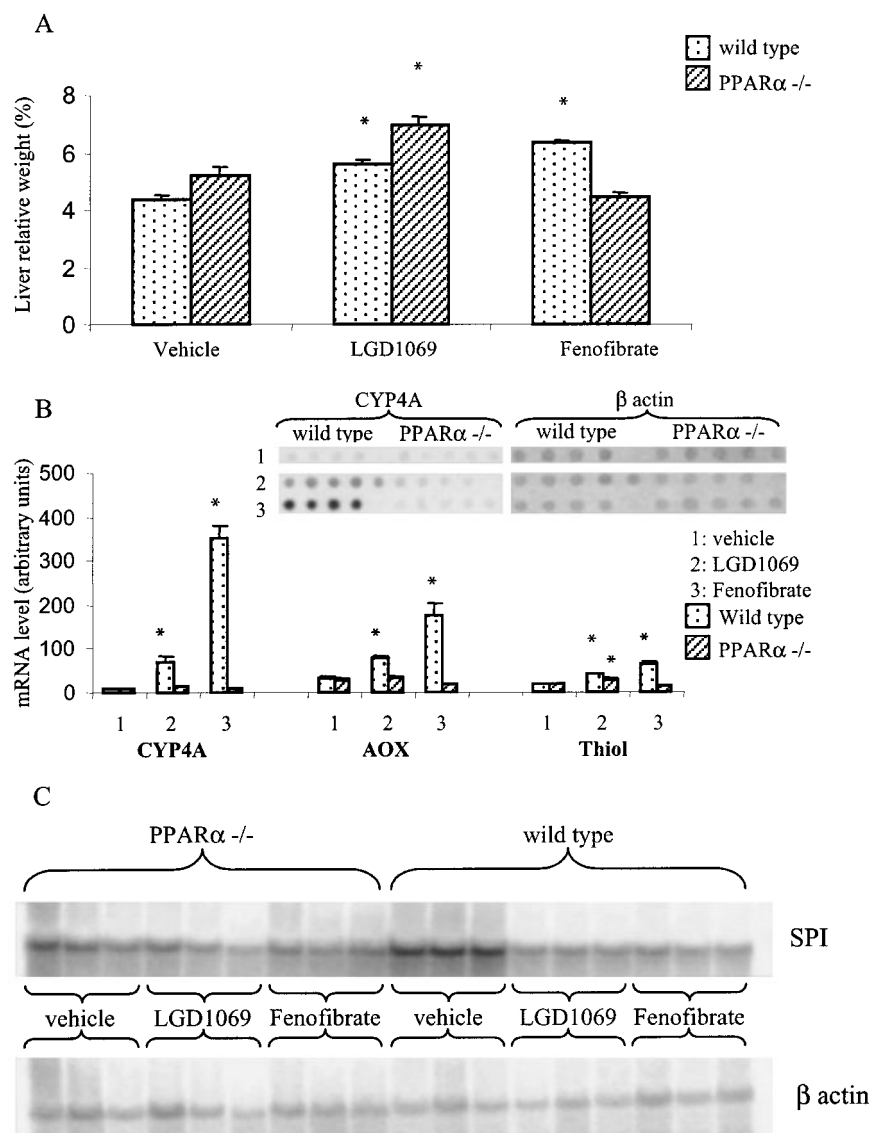 A
wild type
PPARα -/-
Liver relative weight (%)
8
6
4
2
0
*
*
*
Vehicle
LGD1069
Fenofibrate
B
CYP4A
β actin
wild type
PPARα -/-
wild type
PPARα -/-
1
2
3
mRNA level (arbitrary units)
500
400
300
200
100
0
*
*
*
*
*
*
*
1: vehicle
2: LGD1069
3: Fenofibrate
Wild type
PPARα -/-
1 2 3 1 2 3 1 2 3
CYP4A AOX Thiol
C
PPARα -/- wild type
SPI
vehicle LGD1069 Fenofibrate vehicle LGD1069 Fenofibrate
β actin